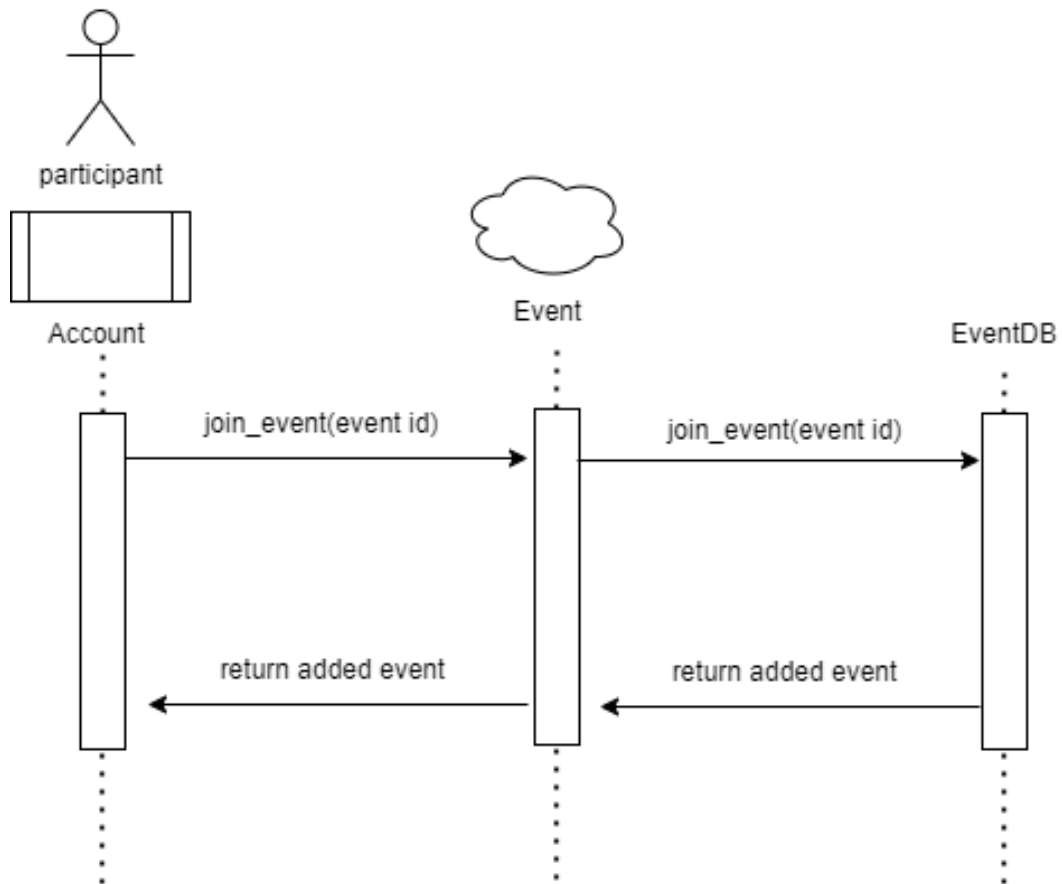 participant
Account
Event
EventDB
join_event(event id)
join_event(event id)
return added event
return added event